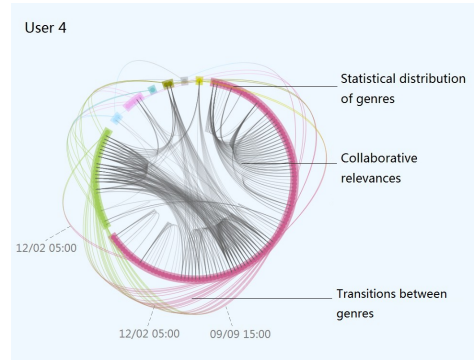 User 4
Statistical distribution
of genres
Collaborative
relevances
12/02 05:00
Transitions between
genres
12/02 05:00
09/09 15:00